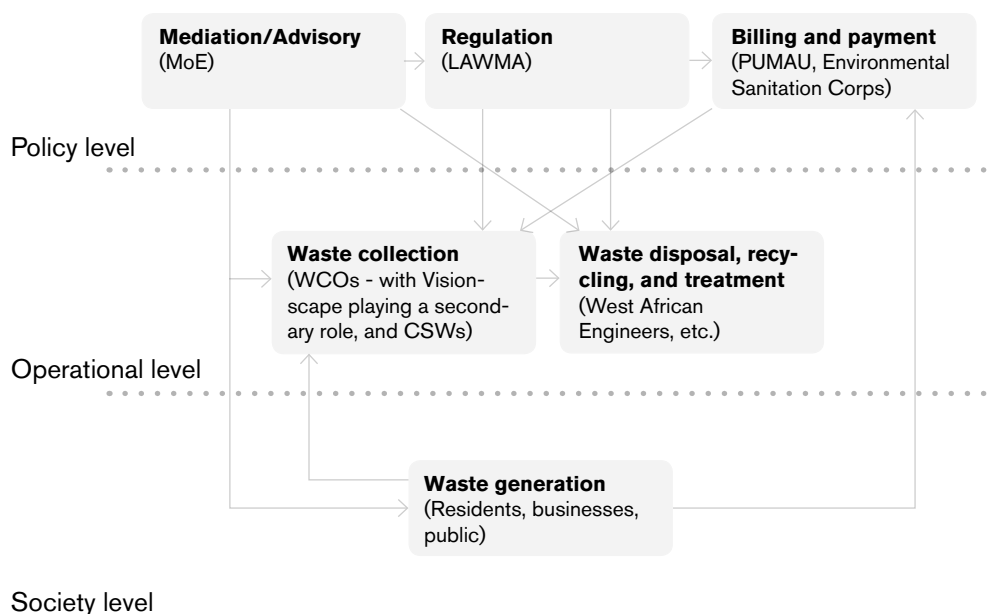 Mediation/Advisory
(MoE)
Regulation
(LAWMA)
Billing and payment
(PUMAU, Environmental
Sanitation Corps)
Policy level
Waste collection
(WCOs - with Vision-
scape playing a second-
ary role, and CSWs)
Waste disposal, recy-
cling, and treatment
(West African
Engineers, etc.)
Operational level
Waste generation
(Residents, businesses,
public)
Society level